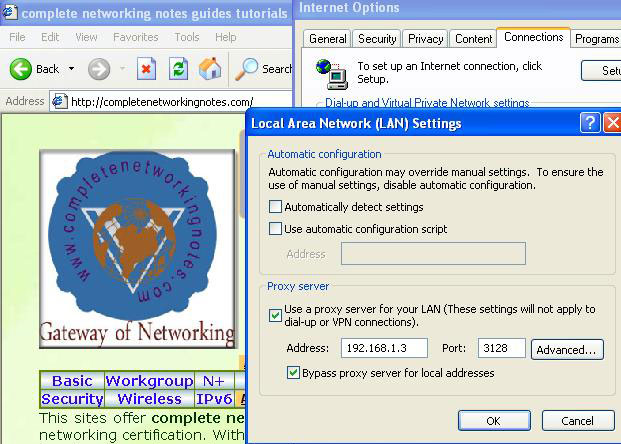 complete networking notes guides tutorials
Internet Options
File Edit View Favorites Tools Help
General Security Privacy Content Connections Programs
Back Search
To set up an Internet connection, click
Setup.
Address http://completenetworkingnotes.com/
Dial-up and Virtual Private Network settings
Local Area Network (LAN) Settings
Automatic configuration
Automatic configuration may override manual settings. To ensure the
use of manual settings, disable automatic configuration.
Automatically detect settings
Use automatic configuration script
Address
Proxy server
Use a proxy server for your LAN (These settings will not apply to
dial-up or VPN connections).
Address: 192.168.1.3 Port: 3128 Advanced...
Bypass proxy server for local addresses
OK Cancel
www.completenetworkingnotes.com
Gateway of Networking
Basic Workgroup N+
Security Wireless IPv6
This sites offer complete ne
networking certification. With